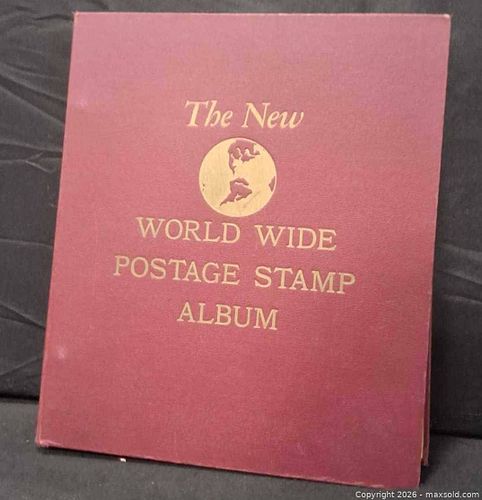 The New
WORLD WIDE
POSTAGE STAMP
ALBUM
Copyright © 2026 - maxsold.com